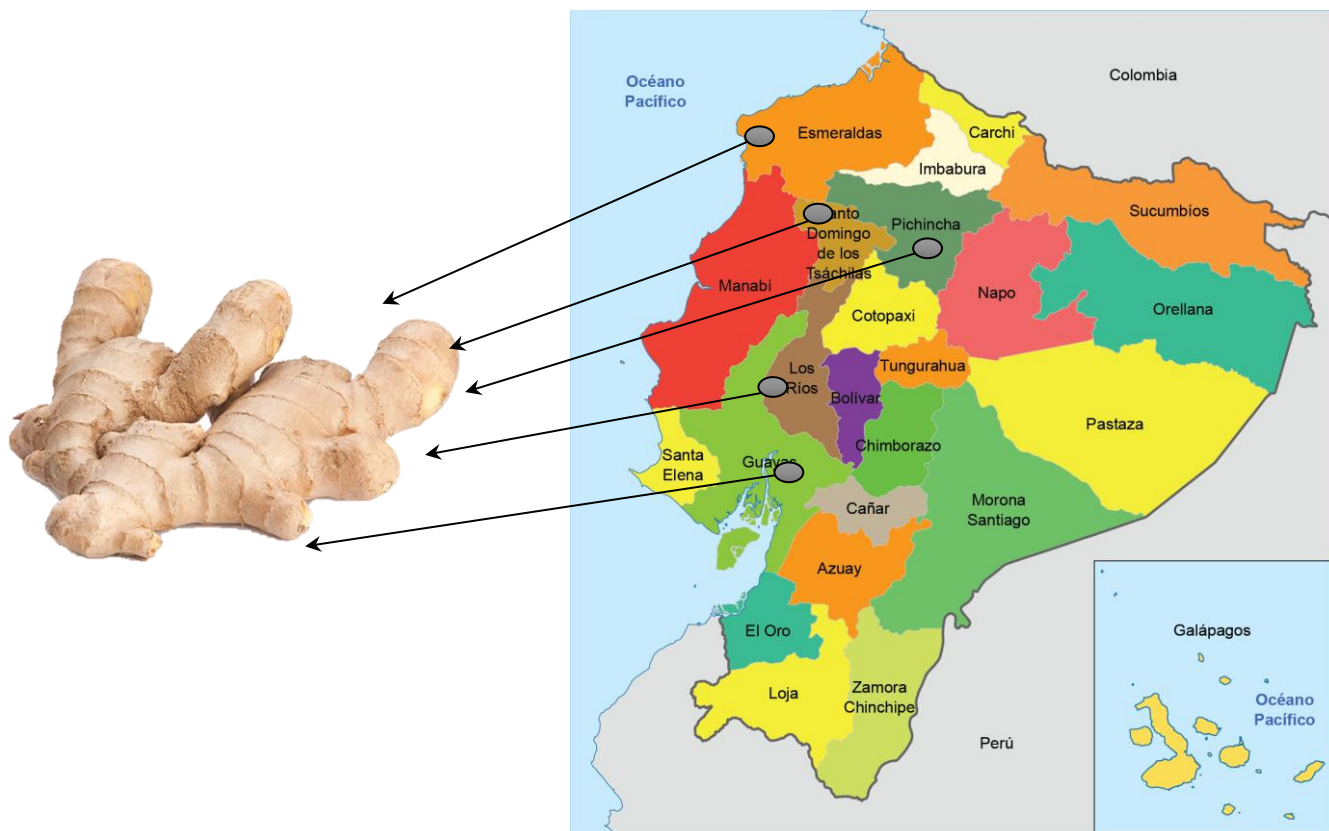 Océano
Pacífico
Colombia
Esmeraldas
Carchi
Imbabura
Sucumbíos
anto
Domingo
de los
Tsáchilas
Pichincha
Manabí
Napo
Orellana
Cotopaxi
Tungurahua
Los
Ríos
Bolívar
Pastaza
Chimborazo
Santa
Elena
Guayas
Morona
Santiago
Cañar
Azuay
El Oro
Galápagos
Loja
Zamora
Chinchipe
Océano
Pacífico
Perú